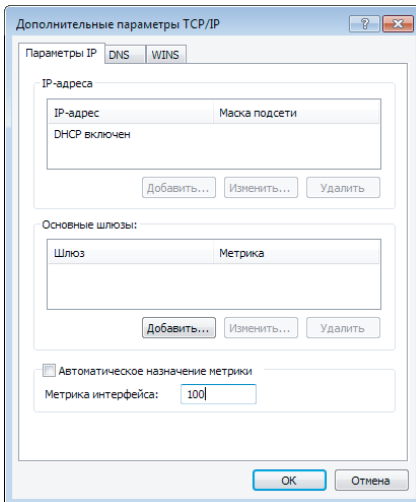 Дополнительные параметры TCP/IP
Параметры IP DNS WINS
IP-адреса
IP-адрес Маска подсети
DHCP включен
Добавить... Изменить... Удалить
Основные шлюзы:
Шлюз Метрика
Добавить... Изменить... Удалить
Автоматическое назначение метрики
Метрика интерфейса: 100
OK Отмена